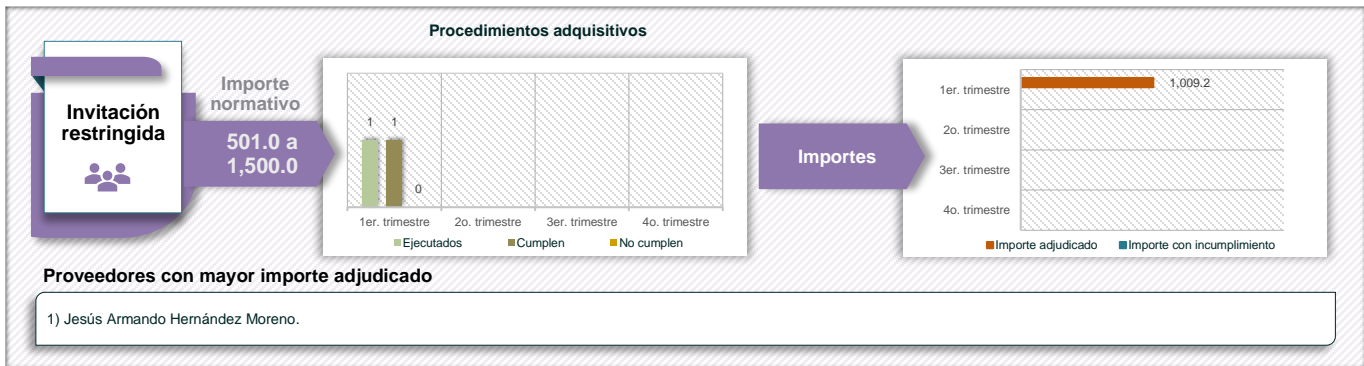 Procedimientos adquisitivos
Invitación
restringida
Importe
normativo
501.0 a
1,500.0
1
1
0
1er. trimestre
2o. trimestre
3er. trimestre
4o. trimestre
Ejecutados
Cumplen
No cumplen
Importes
1er. trimestre
1,009.2
2o. trimestre
3er. trimestre
4o. trimestre
Importe adjudicado
Importe con incumplimiento
Proveedores con mayor importe adjudicado
1) Jesús Armando Hernández Moreno.